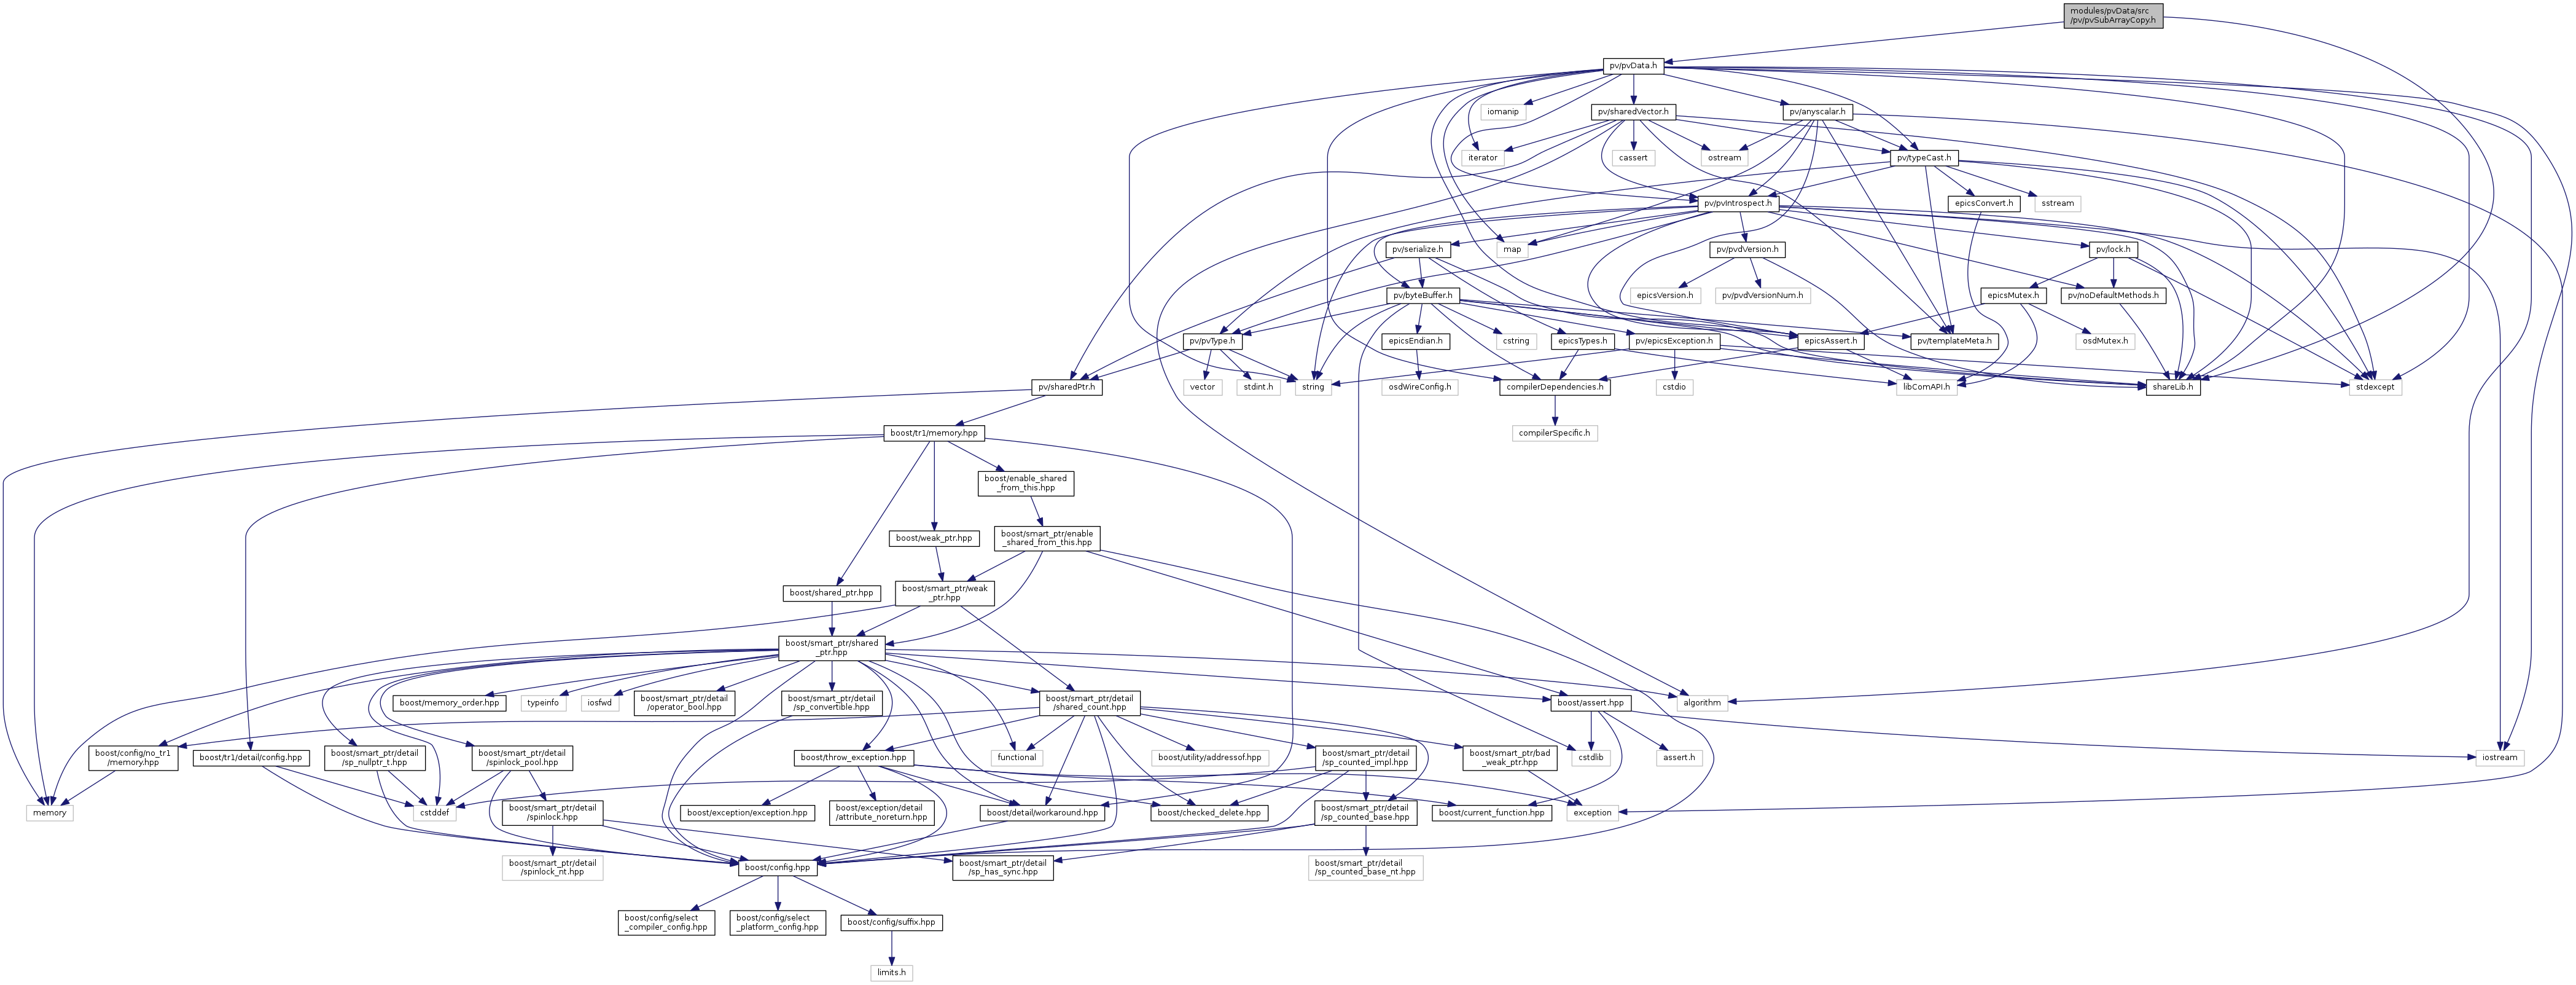 modules/pvData/src
/pv/pvSubArrayCopy.h
pv/pvData.h
iomanip
pv/sharedVector.h
pv/anyscalar.h
iterator
cassert
ostream
pv/typeCast.h
pv/pvIntrospect.h
epicsConvert.h
sstream
pv/serialize.h
map
pv/pvdVersion.h
pv/lock.h
pv/byteBuffer.h
epicsVersion.h
pv/pvdVersionNum.h
epicsMutex.h
pv/noDefaultMethods.h
pv/pvType.h
epicsEndian.h
cstring
epicsTypes.h
pv/epicsException.h
epicsAssert.h
pv/templateMeta.h
osdMutex.h
pv/sharedPtr.h
vector
stdint.h
string
osdWireConfig.h
compilerDependencies.h
cstdio
libComAPI.h
shareLib.h
stdexcept
boost/tr1/memory.hpp
compilerSpecific.h
boost/enable_shared
_from_this.hpp
boost/weak_ptr.hpp
boost/smart_ptr/enable
_shared_from_this.hpp
boost/shared_ptr.hpp
boost/smart_ptr/weak
_ptr.hpp
boost/smart_ptr/shared
_ptr.hpp
boost/memory_order.hpp
typeinfo
iosfwd
boost/smart_ptr/detail
/operator_bool.hpp
boost/smart_ptr/detail
/sp_convertible.hpp
boost/smart_ptr/detail
/shared_count.hpp
boost/assert.hpp
algorithm
boost/config/no_tr1
/memory.hpp
boost/tr1/detail/config.hpp
boost/smart_ptr/detail
/sp_nullptr_t.hpp
boost/smart_ptr/detail
/spinlock_pool.hpp
boost/throw_exception.hpp
functional
boost/utility/addressof.hpp
boost/smart_ptr/detail
/sp_counted_impl.hpp
boost/smart_ptr/bad
_weak_ptr.hpp
cstdlib
assert.h
iostream
memory
cstddef
boost/smart_ptr/detail
/spinlock.hpp
boost/exception/exception.hpp
boost/exception/detail
/attribute_noreturn.hpp
boost/detail/workaround.hpp
boost/checked_delete.hpp
boost/smart_ptr/detail
/sp_counted_base.hpp
boost/current_function.hpp
exception
boost/smart_ptr/detail
/spinlock_nt.hpp
boost/config.hpp
boost/smart_ptr/detail
/sp_has_sync.hpp
boost/smart_ptr/detail
/sp_counted_base_nt.hpp
boost/config/select
_compiler_config.hpp
boost/config/select
_platform_config.hpp
boost/config/suffix.hpp
limits.h